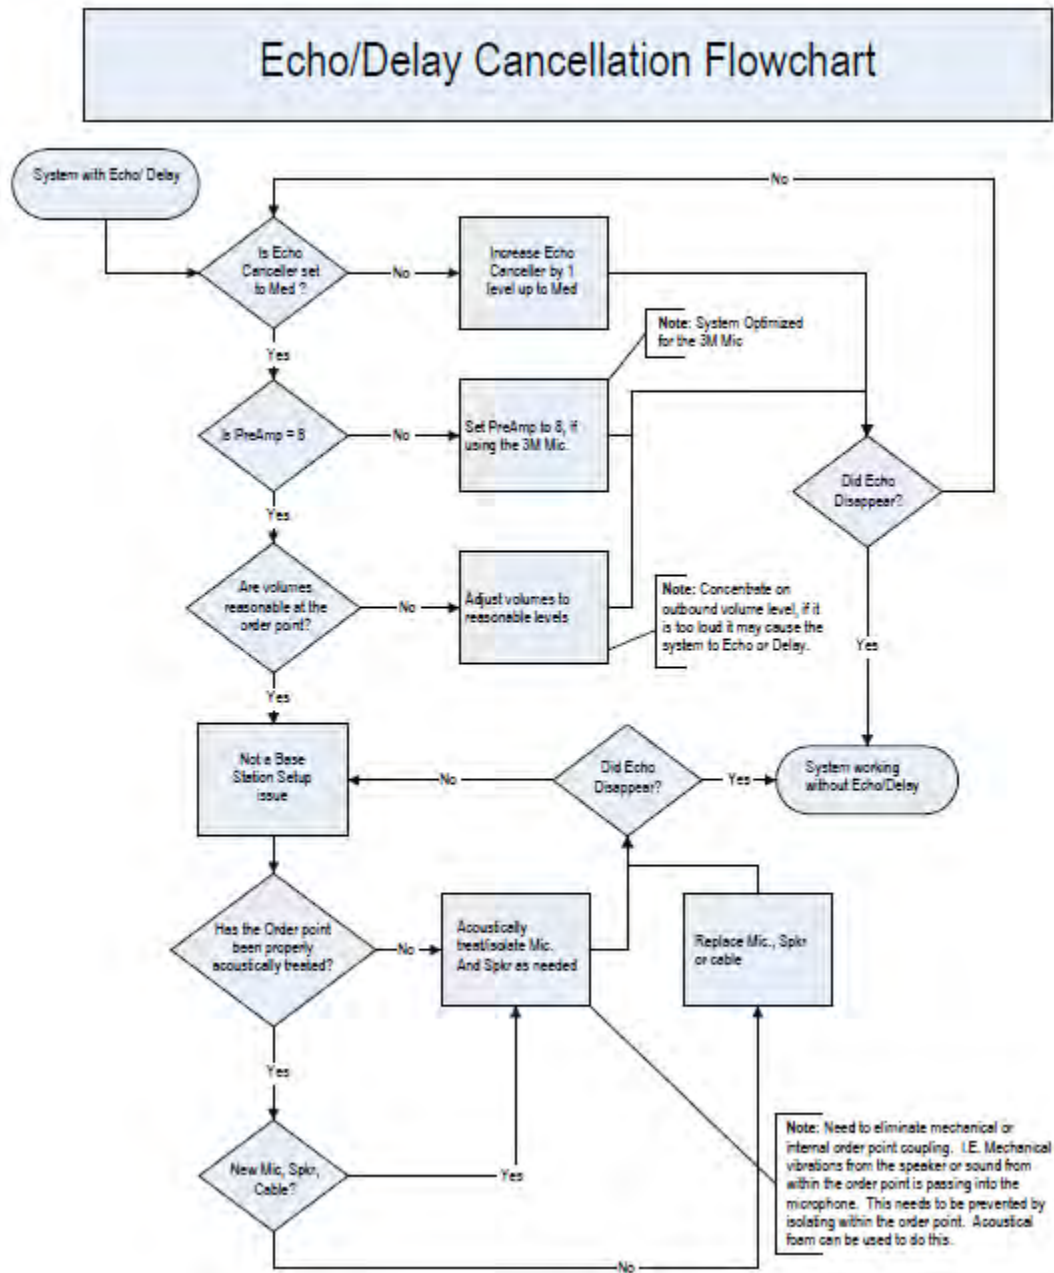 Echo/Delay Cancellation Flowchart
System with Echo/ Delay
No
Is Echo
Canceller set
to Med ?
No
Increase Echo
Canceller by 1
level up to Med
Note: System Optimized
for the 3M Mic
Yes
Is PreAmp = 8
No
Set PreAmp to 8, if
using the 3M Mic.
Did Echo
Disappear?
Yes
Are volumes
reasonable at the
order point?
No
Adjust volumes to
reasonable levels
Note: Concentrate on
outbound volume level, if it
is too loud it may cause the
system to Echo or Delay.
Yes
Yes
Not a Base
Station Setup
issue
No
Did Echo
Disappear?
Yes
System working
without Echo/Delay
Has the Order point
been properly
acoustically treated?
No
Acoustically
treat/isolate Mic.
And Spkr as needed
Replace Mic., Spkr
or cable
Yes
New Mic, Spkr,
Cable?
Yes
Note: Need to eliminate mechanical or
internal order point coupling. I.E. Mechanical
vibrations from the speaker or sound from
within the order point is passing into the
microphone. This needs to be prevented by
isolating within the order point. Acoustical
foam can be used to do this.
No